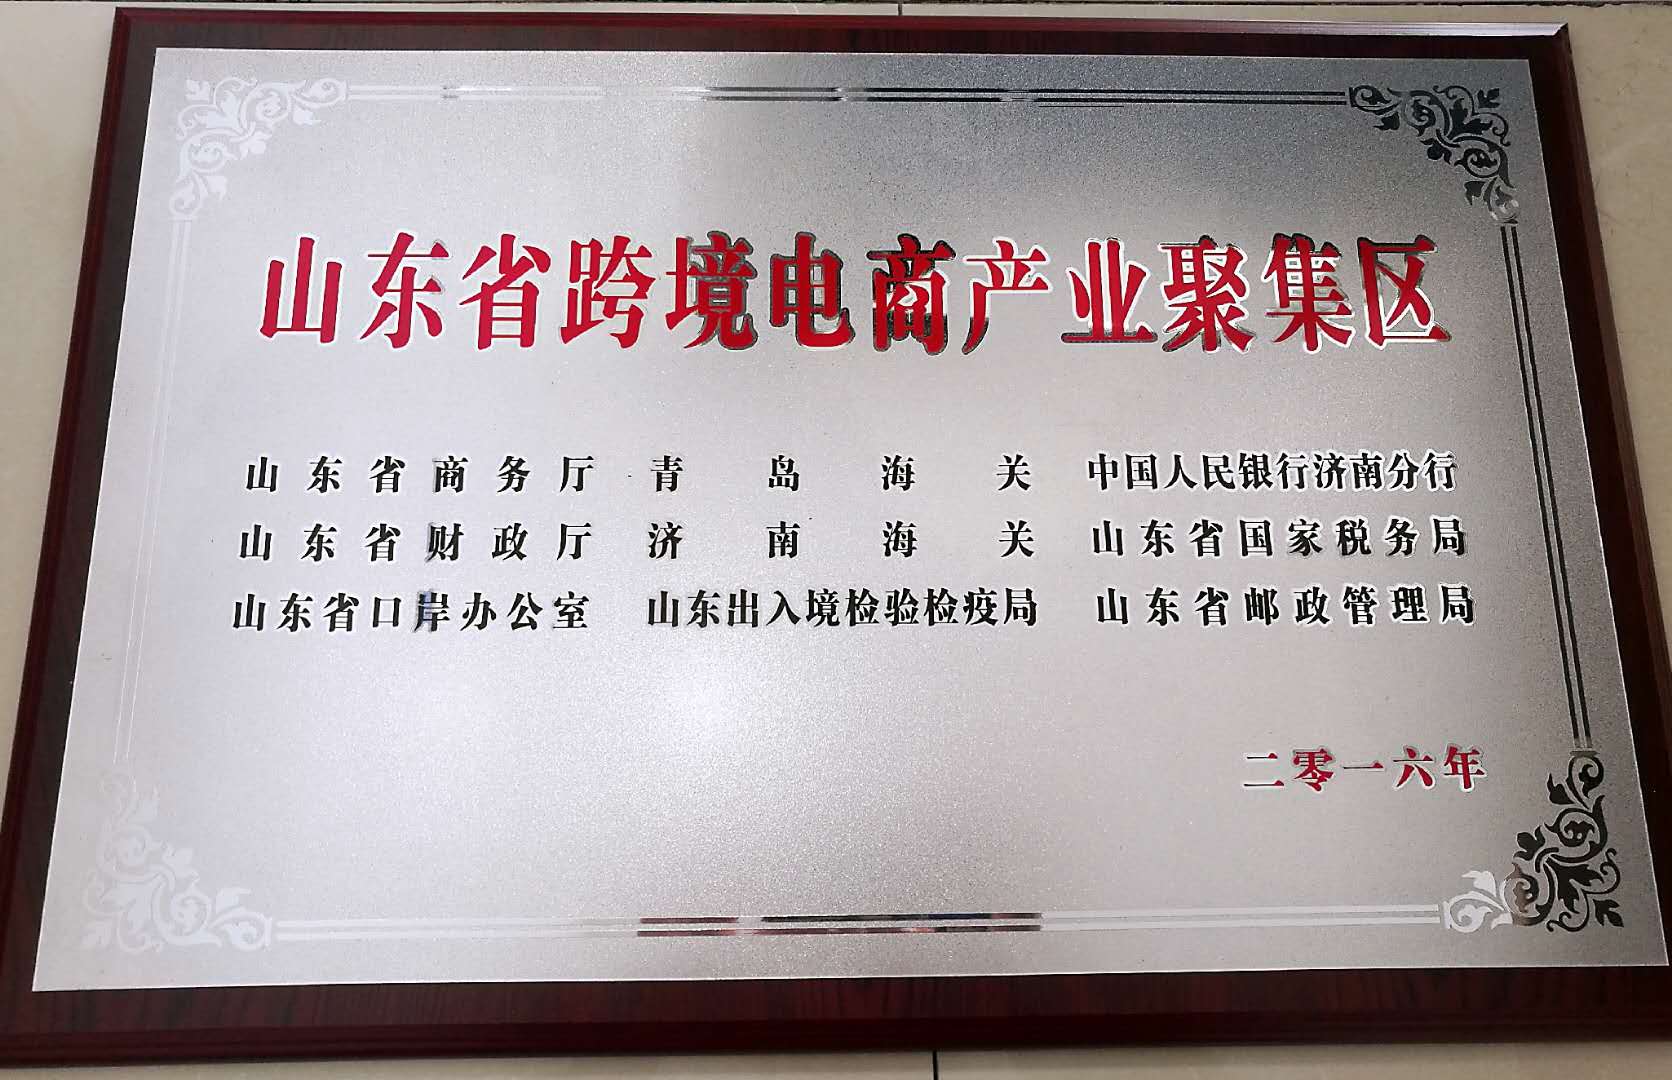 山东省跨境电商产业聚集区
山东省商务厅 青岛海关 中国人民银行济南分行
山东省财政厅 济南海关 山东省国家税务局
山东省口岸办公室 山东出入境检验检疫局 山东省邮政管理局
二零一六年